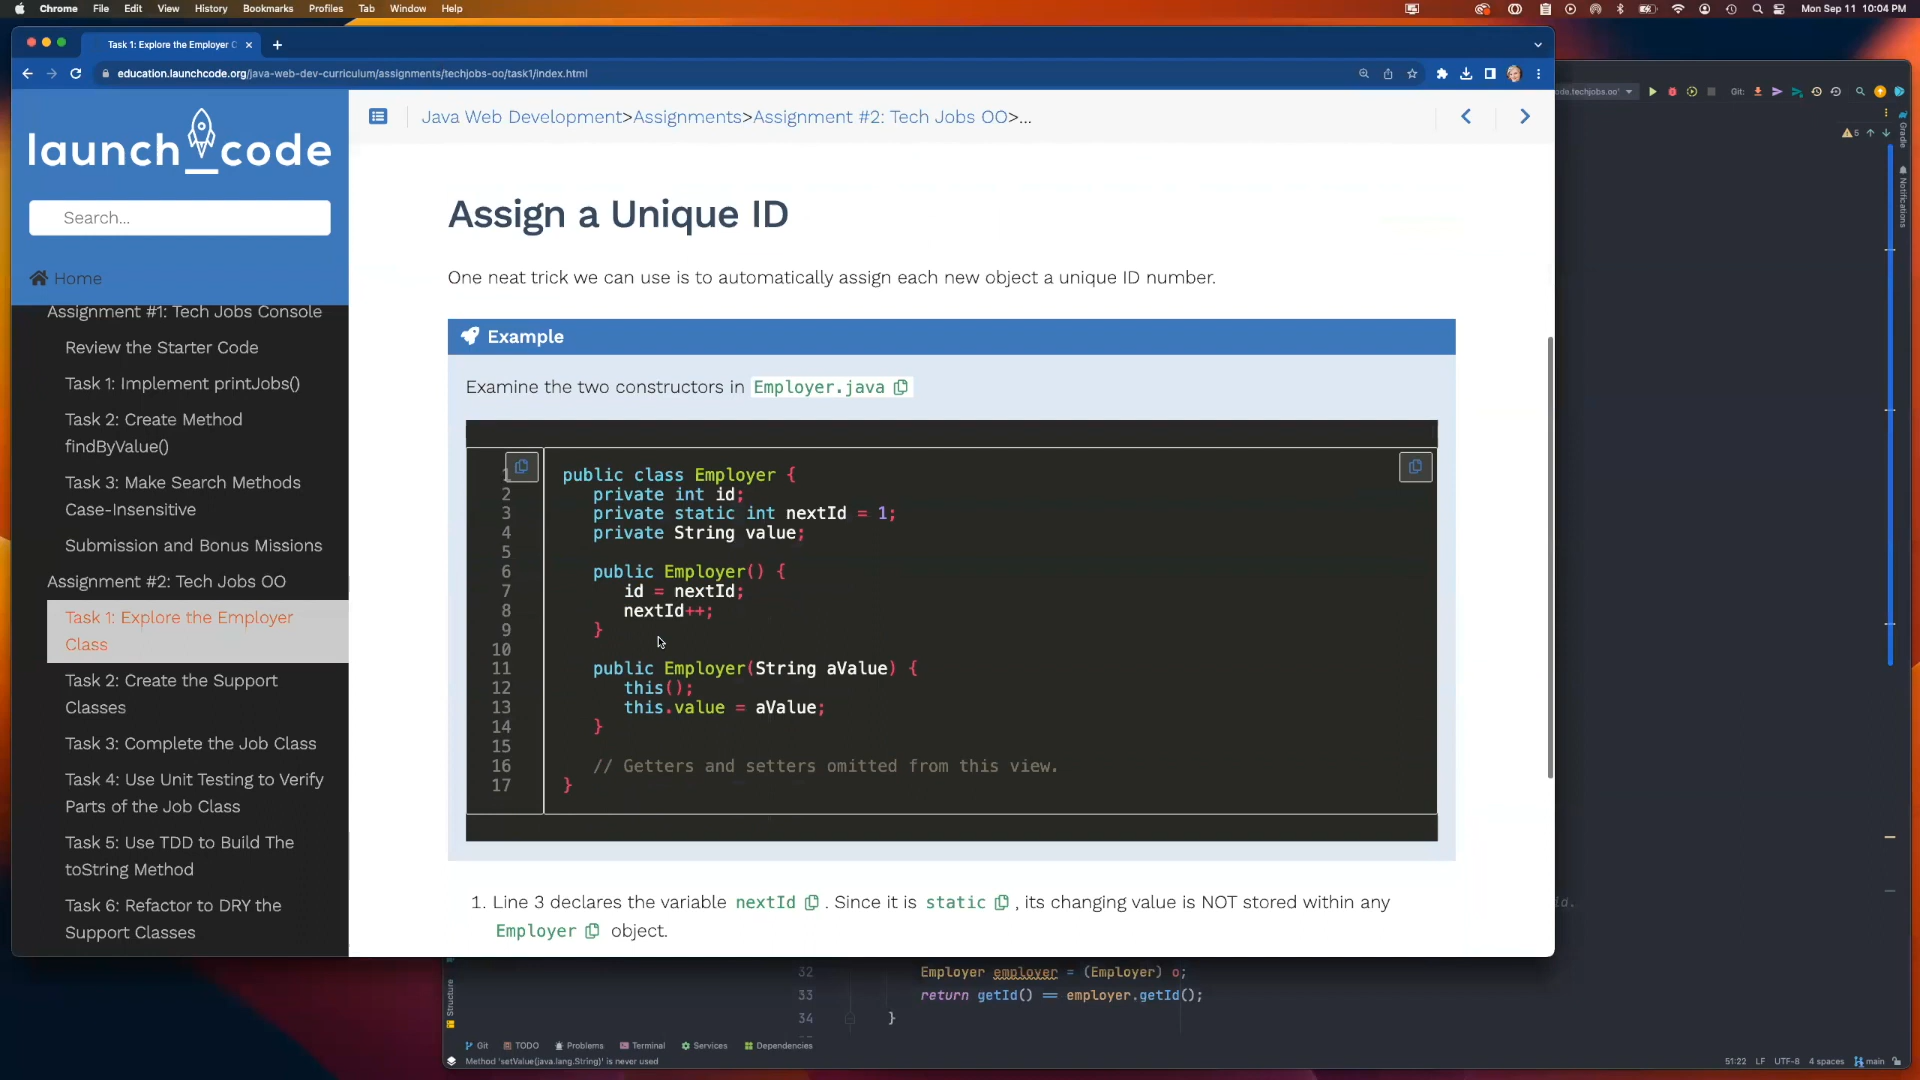 Chrome File Edit View History Bookmarks Profiles Tab Window Help Mon Sep 11 10:04 PM
Task 1: Explore the Employer C
education.launchcode.org/java-web-dev-curriculum/assignments/techjobs-oo/task1/index.html
launch_code
Search...
Home
Assignment #1: Tech Jobs Console
Review the Starter Code
Task 1: Implement printJobs()
Task 2: Create Method
findByValue()
Task 3: Make Search Methods
Case-Insensitive
Submission and Bonus Missions
Assignment #2: Tech Jobs OO
Task 1: Explore the Employer
Class
Task 2: Create the Support
Classes
Task 3: Complete the Job Class
Task 4: Use Unit Testing to Verify
Parts of the Job Class
Task 5: Use TDD to Build The
toString Method
Task 6: Refactor to DRY the
Support Classes
Java Web Development>Assignments>Assignment #2: Tech Jobs OO>...
Assign a Unique ID
One neat trick we can use is to automatically assign each new object a unique ID number.
Example
Examine the two constructors in Employer.java
1 public class Employer {
2 private int id;
3 private static int nextId = 1;
4 private String value;
5
6 public Employer() {
7 id = nextId;
8 nextId++;
9 }
10
11 public Employer(String aValue) {
12 this();
13 this.value = aValue;
14 }
15
16 // Getters and setters omitted from this view.
17 }
1. Line 3 declares the variable nextId . Since it is static , its changing value is NOT stored within any
Employer object.
de.techjobs.oo' Git:
5
Gradle
Notifications
id.
32 Employer employer = (Employer) o;
33 return getId() == employer.getId();
34 }
Structure
Git TODO Problems Terminal Services Dependencies
Method 'setValue(java.lang.String)' is never used 51:22 LF UTF-8 4 spaces main